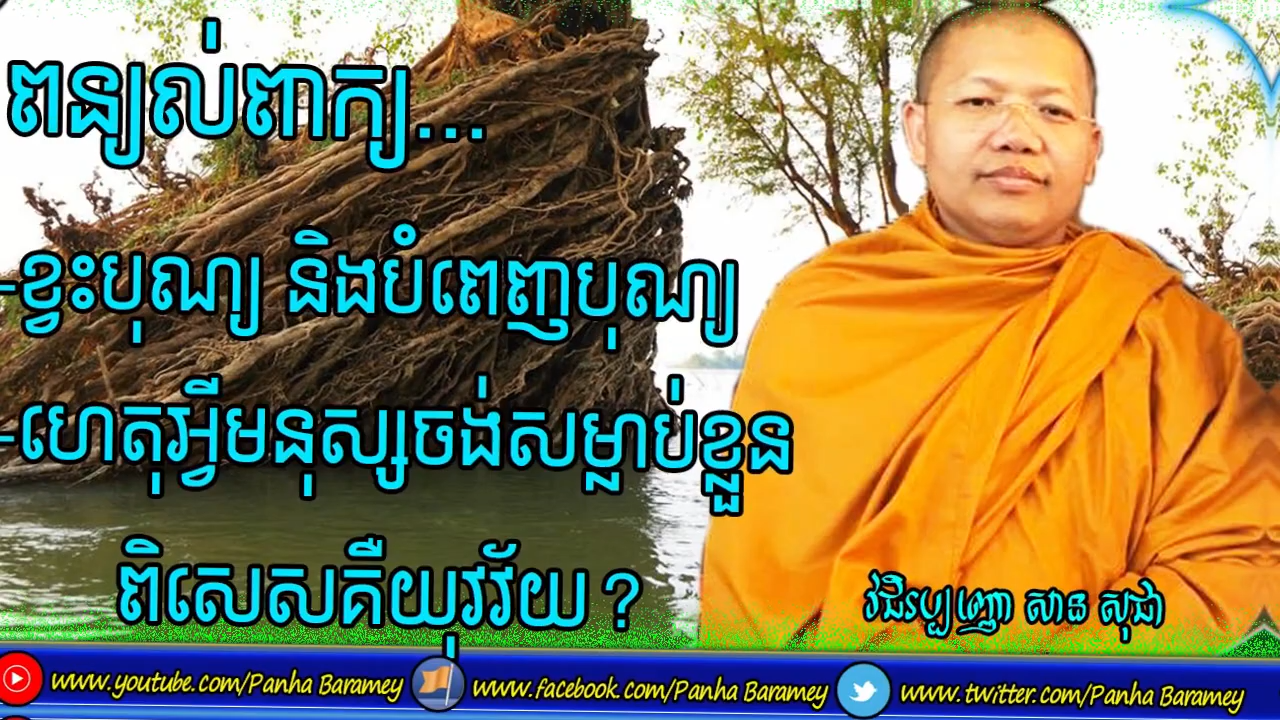 ពន្យល់ពាក្យ...
-ខ្វះបុណ្យ និងបំពេញបុណ្យ
-ហេតុអ្វីមនុស្សចង់សម្លាប់ខ្លួន
ពិសេសគឺយុវវ័យ?
វជិរប្បញ្ញោ សាន សុជា
www.youtube.com/Panha Baramey
www.facebook.com/Panha Baramey
www.twitter.com/Panha Baramey